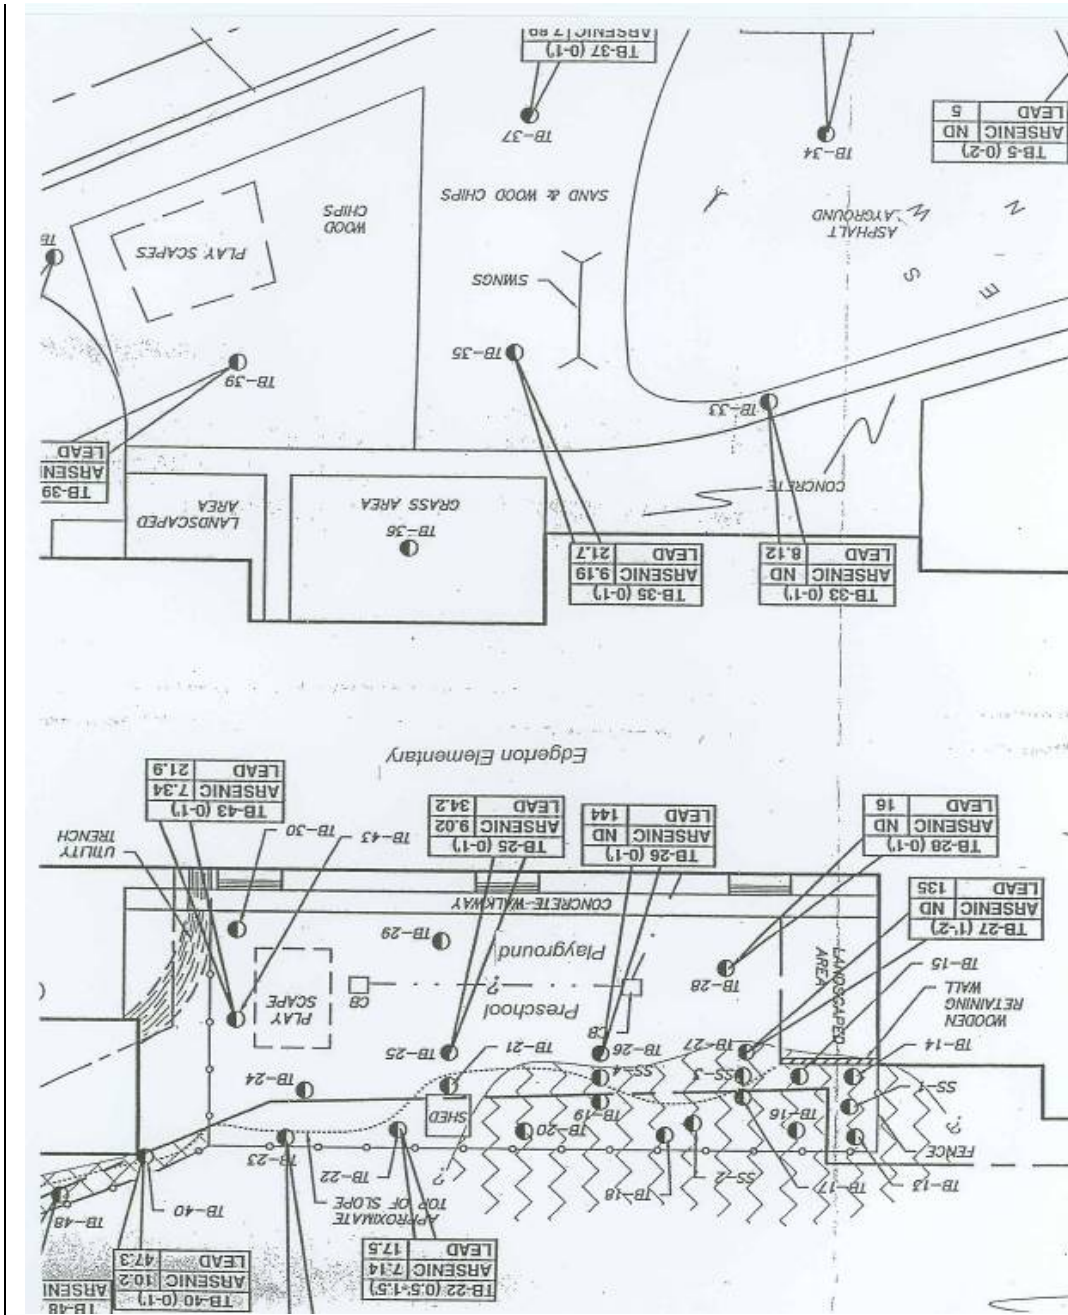 TB-22 (0.5'-1.5')
ARSENIC 7.14
LEAD 17.5
TB-40 (0-1')
ARSENIC 10.2
LEAD 47.3
TB-48
ARSENI
TB-13
FENCE
TB-17
SS-2
TB-18
APPROXIMATE
TOP OF SLOPE
TB-22
TB-23
TB-40
TB-48
?
SS-1
TB-16
TB-20
TB-19
SHED
?
TB-14
WOODEN
RETAINING
WALL
TB-15
SS-3
SS-4
TB-27
TB-26
TB-21
TB-25
TB-24
LANDSCAPED
AREA
CB
Preschool
Playground
?
CB
PLAY
SCAPE
TB-28
TB-29
TB-30
TB-43
CONCRETE WALKWAY
UTILITY
TRENCH
TB-27 (1'-2')
ARSENIC ND
LEAD 135
TB-28 (0-1')
ARSENIC ND
LEAD 16
TB-26 (0-1')
ARSENIC ND
LEAD 144
TB-25 (0-1')
ARSENIC 9.02
LEAD 34.2
TB-43 (0-1')
ARSENIC 7.34
LEAD 21.9
Edgerton Elementary
TB-33 (0-1')
ARSENIC ND
LEAD 8.12
TB-35 (0-1')
ARSENIC 9.19
LEAD 21.7
TB-36
GRASS AREA
LANDSCAPED
AREA
TB-39
ARSENI
LEAD
CONCRETE
TB-33
TB-35
TB-39
SWINGS
PLAY SCAPES
WOOD
CHIPS
TB
E
S
N
W
ASPHALT
LAYGROUND
SAND & WOOD CHIPS
TB-5 (0-2')
ARSENIC ND
LEAD 5
TB-34
TB-37
TB-37 (0-1')
ARSENIC 7.89